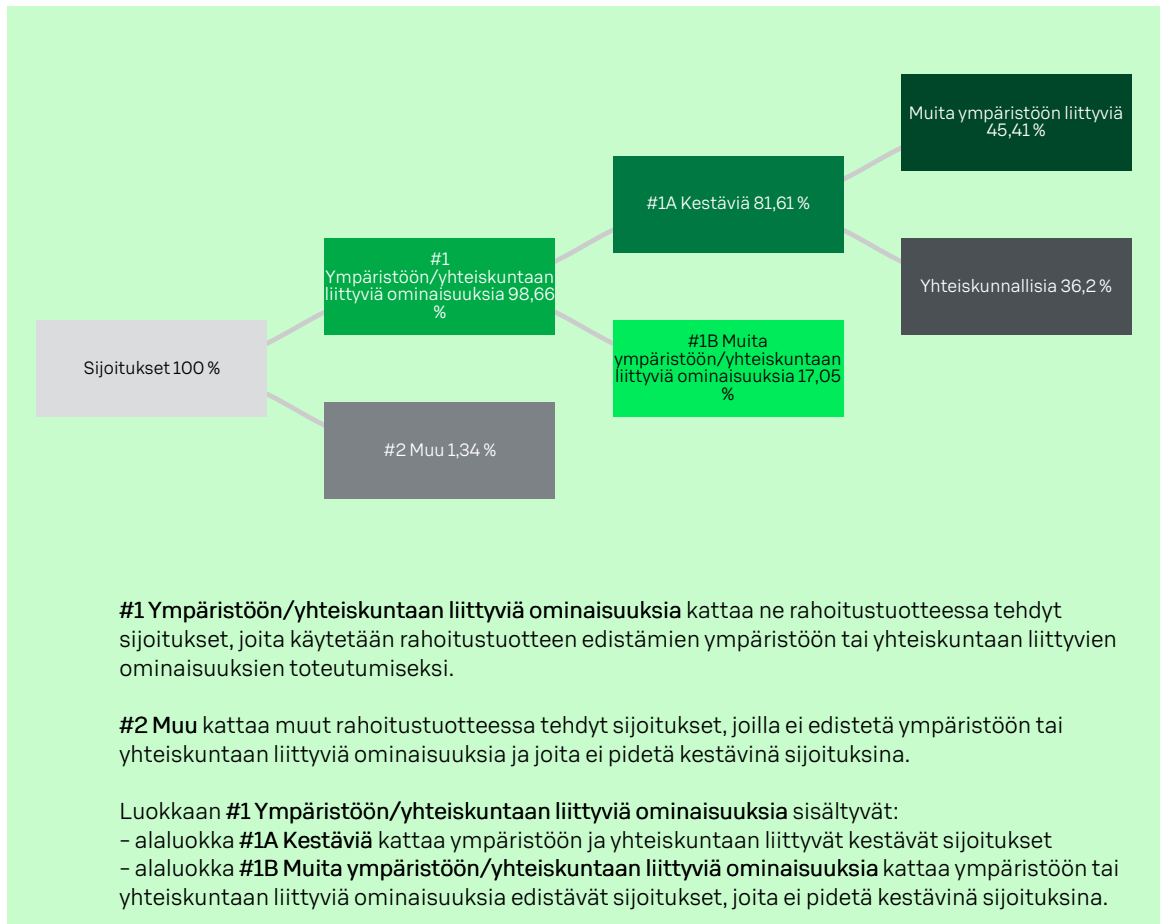 Muita ympäristöön liittyviä
45,41 %
#1A Kestäviä 81,61 %
#1
Ympäristöön/yhteiskuntaan
liittyviä ominaisuuksia 98,66
%
Yhteiskunnallisia 36,2 %
Sijoitukset 100 %
#1B Muita
ympäristöön/yhteiskuntaan
liittyviä ominaisuuksia 17,05
%
#2 Muu 1,34 %
#1 Ympäristöön/yhteiskuntaan liittyviä ominaisuuksia kattaa ne rahoitustuotteessa tehdyt
sijoitukset, joita käytetään rahoitustuotteen edistämien ympäristöön tai yhteiskuntaan liittyvien
ominaisuuksien toteutumiseksi.
#2 Muu kattaa muut rahoitustuotteessa tehdyt sijoitukset, joilla ei edistetä ympäristöön tai
yhteiskuntaan liittyviä ominaisuuksia ja joita ei pidetä kestävinä sijoituksina.
Luokkaan #1 Ympäristöön/yhteiskuntaan liittyviä ominaisuuksia sisältyvät:
- alaluokka #1A Kestäviä kattaa ympäristöön ja yhteiskuntaan liittyvät kestävät sijoitukset
- alaluokka #1B Muita ympäristöön/yhteiskuntaan liittyviä ominaisuuksia kattaa ympäristöön tai
yhteiskuntaan liittyviä ominaisuuksia edistävät sijoitukset, joita ei pidetä kestävinä sijoituksina.